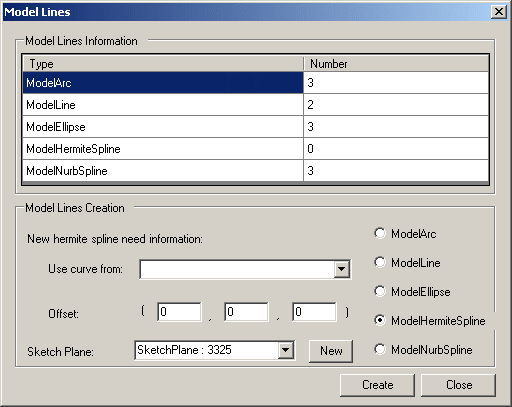 Model Lines
Model Lines Information
Type Number
ModelArc 3
ModelLine 2
ModelEllipse 3
ModelHermiteSpline 0
ModelNurbSpline 3
Model Lines Creation
New hermite spline need information:
Use curve from:
Offset: ( 0 , 0 , 0 )
Sketch Plane: SketchPlane : 3325 New
ModelArc
ModelLine
ModelEllipse
ModelHermiteSpline
ModelNurbSpline
Create Close